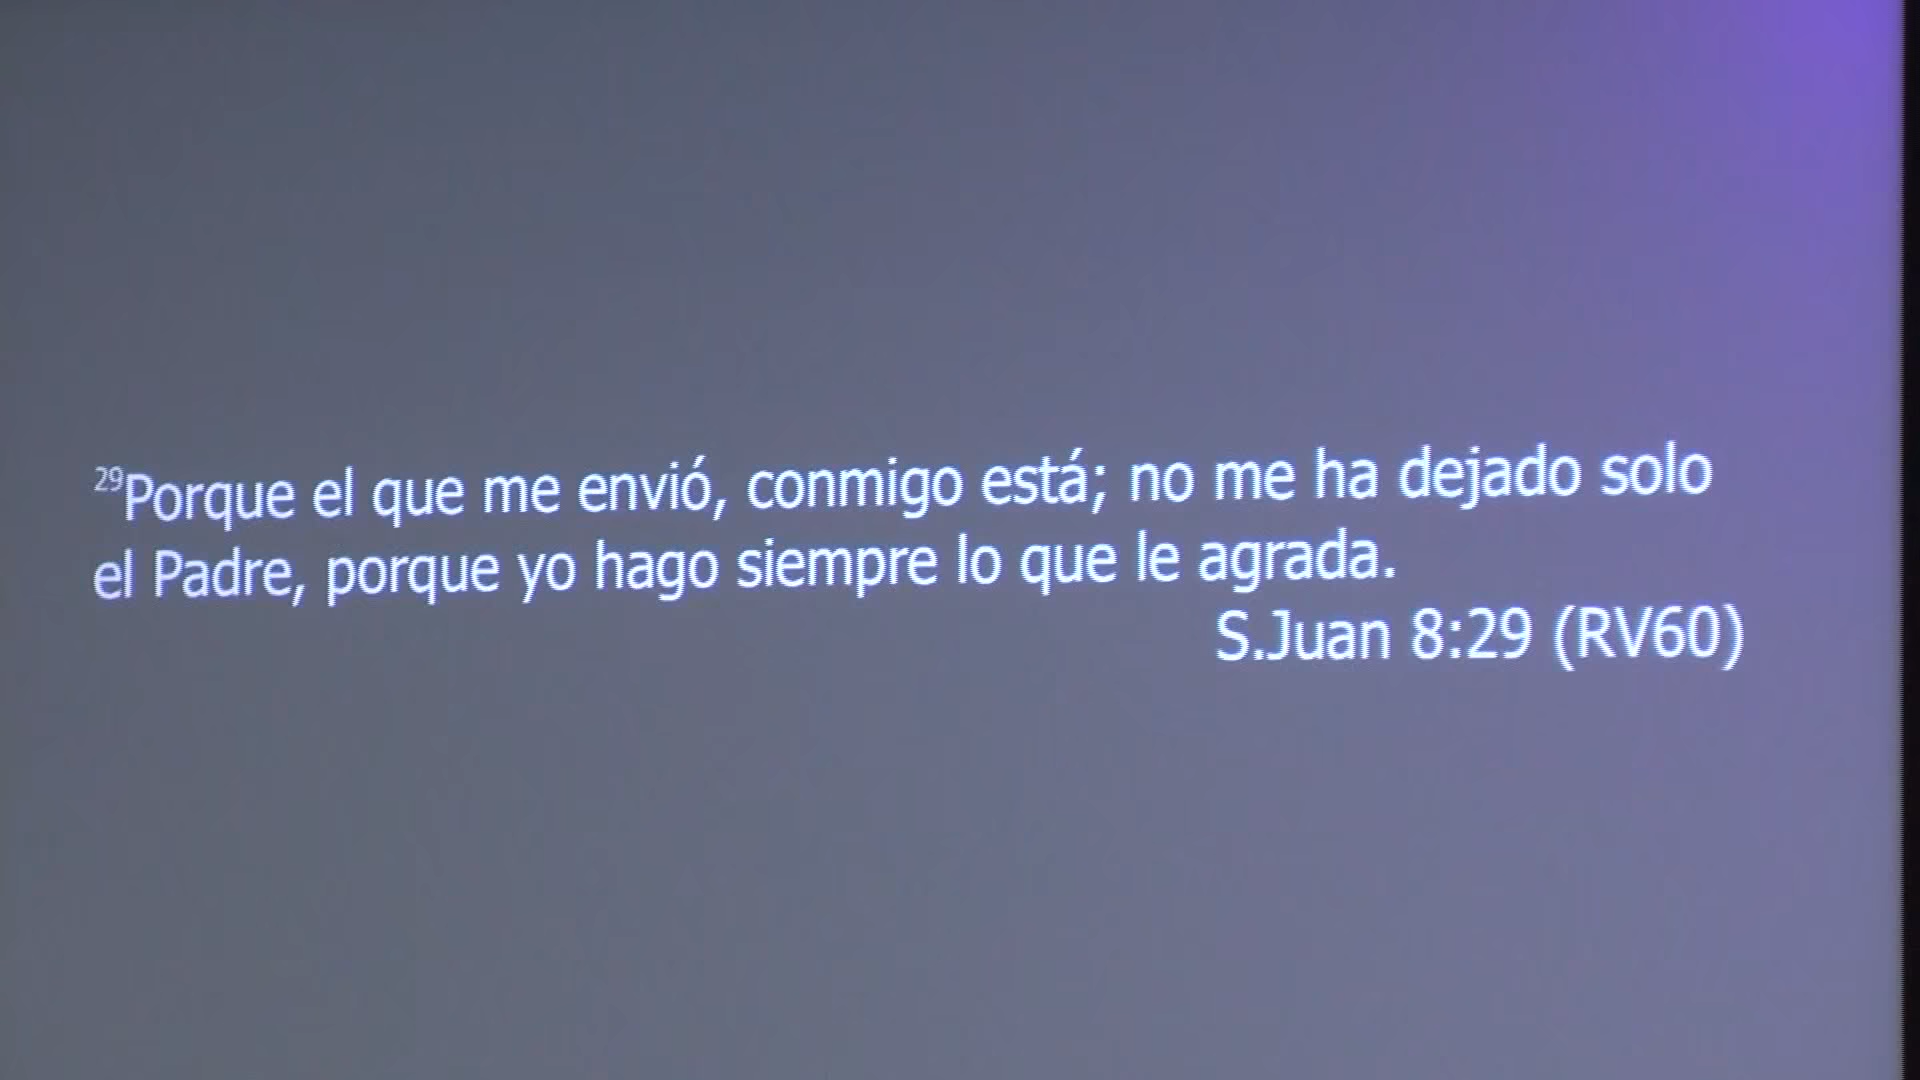 29Porque el que me envió, conmigo está; no me ha dejado solo
el Padre, porque yo hago siempre lo que le agrada.
S.Juan 8:29 (RV60)